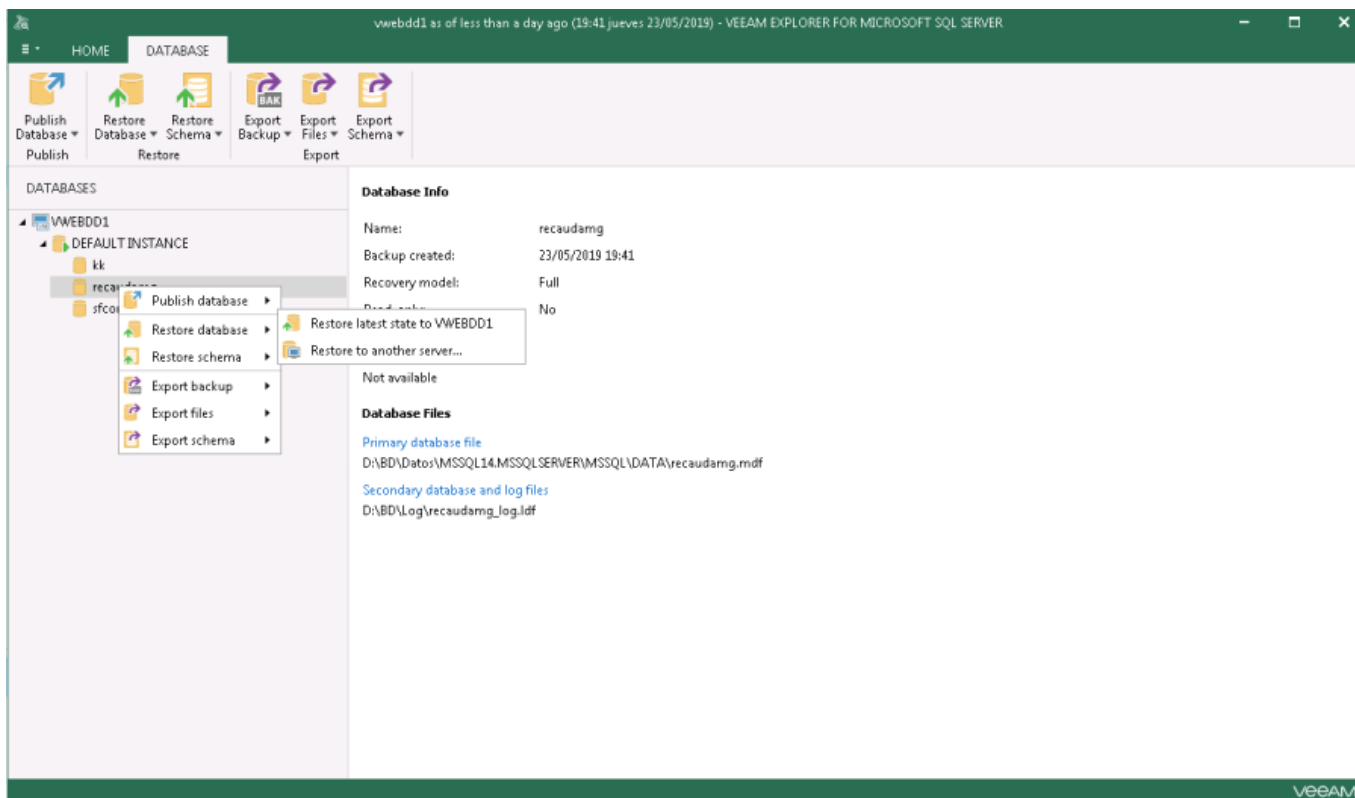 vwebdd1 as of less than a day ago (19:41 jueves 23/05/2019) - VEEAM EXPLORER FOR MICROSOFT SQL SERVER
HOME DATABASE
Publish Database
Restore Database
Restore Schema
Export Backup
BAK
Export Files
Export Schema
Publish Restore Export
DATABASES
VWEBDD1
DEFAULT INSTANCE
kk
Publish database
Restore database
Restore schema
Export backup
Export files
Export schema
Restore latest state to VWEBDD1
Restore to another server...
Database Info
Name: recaudamg
Backup created: 23/05/2019 19:41
Recovery model: Full
No
Not available
Database Files
Primary database file
D:\BD\Datos\MSSQL14.MSSQLSERVER\MSSQL\DATA\recaudamg.mdf
Secondary database and log files
D:\BD\Log\recaudamg_log.ldf
veeam